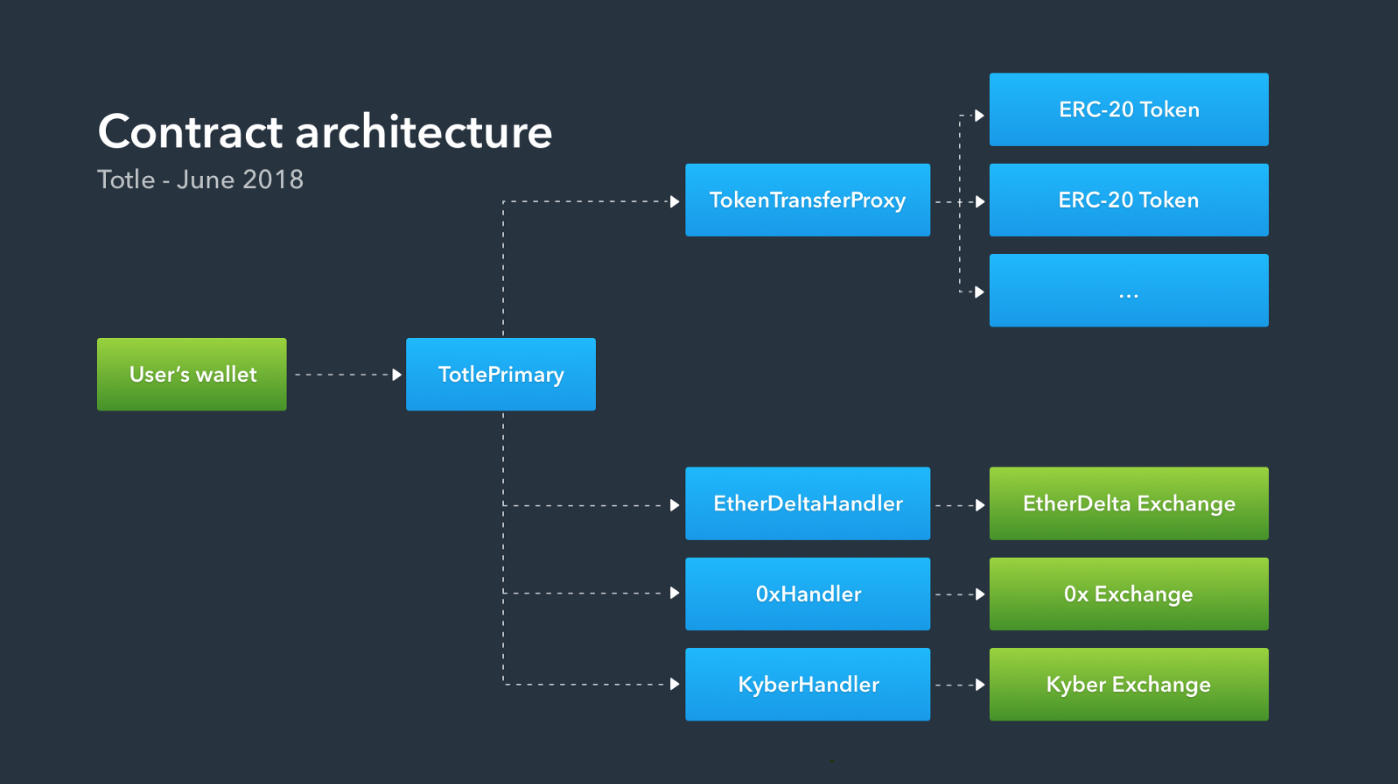 Contract architecture
Totle - June 2018
ERC-20 Token
TokenTransferProxy
ERC-20 Token
...
User‘s wallet
TotlePrimary
EtherDeltaHandler
EtherDelta Exchange
0xHandler
0x Exchange
KyberHandler
Kyber Exchange